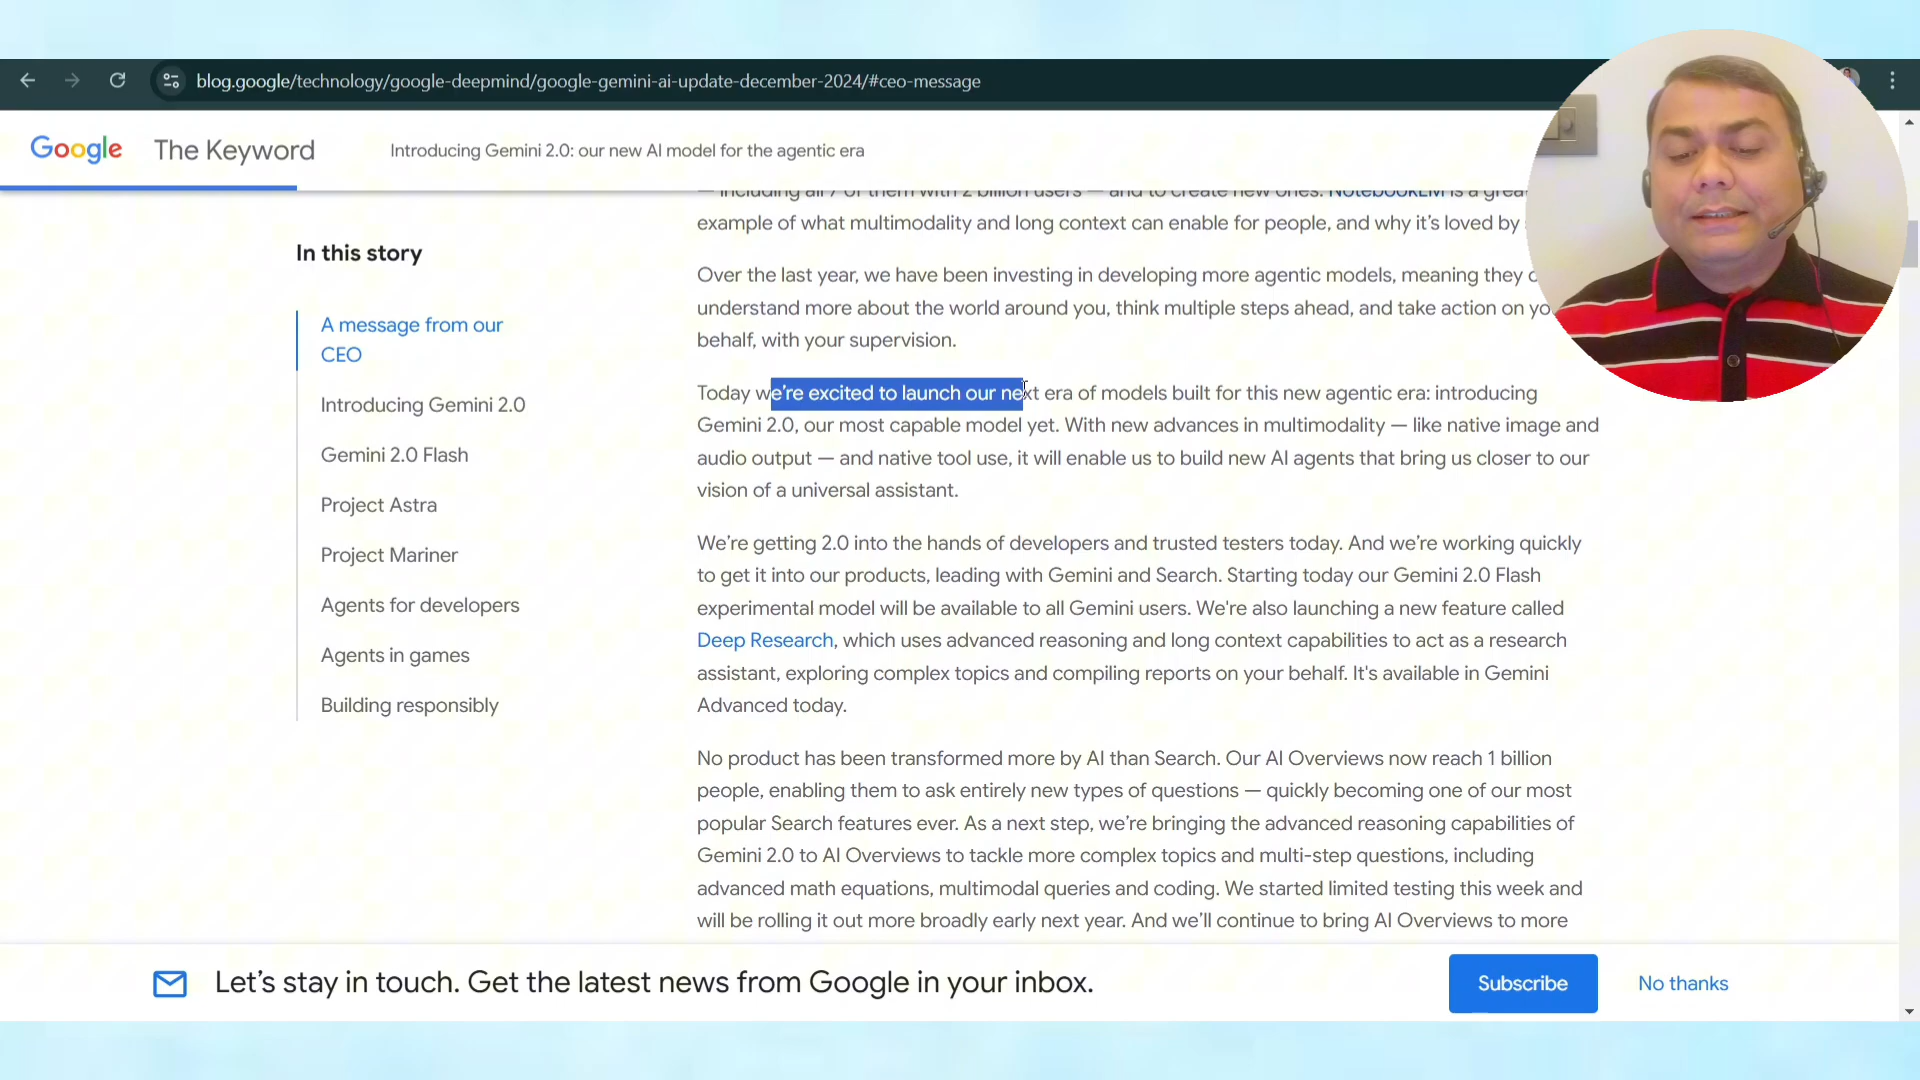 blog.google/technology/google-deepmind/google-gemini-ai-update-december-2024/#ceo-message
Google The Keyword
Introducing Gemini 2.0: our new AI model for the agentic era
In this story
A message from our
CEO
Introducing Gemini 2.0
Gemini 2.0 Flash
Project Astra
Project Mariner
Agents for developers
Agents in games
Building responsibly
— including all 7 of them with 2 billion users — and to create new ones. NotebookLM is a
example of what multimodality and long context can enable for people, and why it’s loved by
Over the last year, we have been investing in developing more agentic models, meaning they
understand more about the world around you, think multiple steps ahead, and take action on
behalf, with your supervision.
Today we’re excited to launch our next era of models built for this new agentic era: introducing
Gemini 2.0, our most capable model yet. With new advances in multimodality — like native image and
audio output — and native tool use, it will enable us to build new AI agents that bring us closer to our
vision of a universal assistant.
We’re getting 2.0 into the hands of developers and trusted testers today. And we’re working quickly
to get it into our products, leading with Gemini and Search. Starting today our Gemini 2.0 Flash
experimental model will be available to all Gemini users. We're also launching a new feature called
Deep Research, which uses advanced reasoning and long context capabilities to act as a research
assistant, exploring complex topics and compiling reports on your behalf. It's available in Gemini
Advanced today.
No product has been transformed more by AI than Search. Our AI Overviews now reach 1 billion
people, enabling them to ask entirely new types of questions — quickly becoming one of our most
popular Search features ever. As a next step, we’re bringing the advanced reasoning capabilities of
Gemini 2.0 to AI Overviews to tackle more complex topics and multi-step questions, including
advanced math equations, multimodal queries and coding. We started limited testing this week and
will be rolling it out more broadly early next year. And we’ll continue to bring AI Overviews to more
Let’s stay in touch. Get the latest news from Google in your inbox.
Subscribe
No thanks